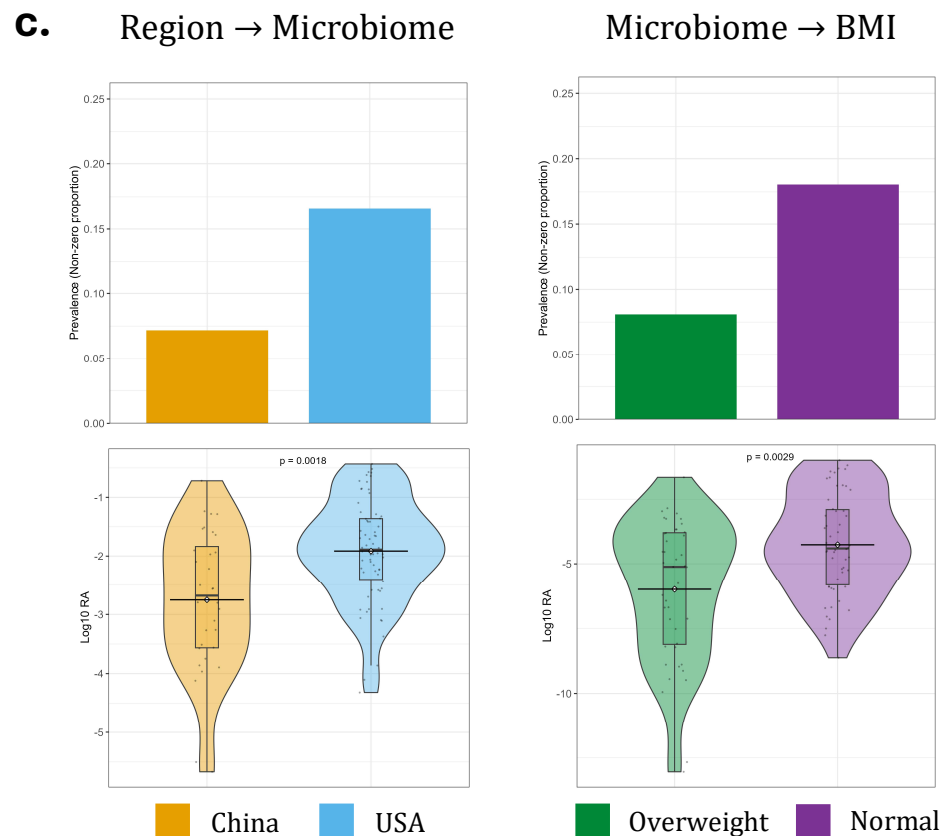 c.
Region → Microbiome
Microbiome → BMI
Prevalence (Non-zero proportion)
0.25
0.20
0.15
0.10
0.05
0.00
Prevalence (Non-zero proportion)
0.25
0.20
0.15
0.10
0.05
0.00
Log10 RA
p = 0.0018
-1
-2
-3
-4
-5
Log10 RA
p = 0.0029
-5
-10
China
USA
Overweight
Normal